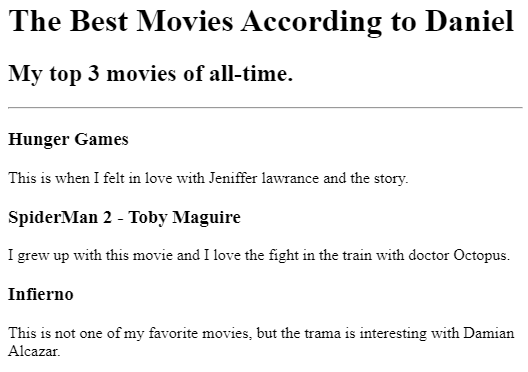 The Best Movies According to Daniel
My top 3 movies of all-time.
Hunger Games
This is when I felt in love with Jeniffer lawrance and the story.
SpiderMan 2 - Toby Maguire
I grew up with this movie and I love the fight in the train with doctor Octopus.
Infierno
This is not one of my favorite movies, but the trama is interesting with Damian
Alcazar.